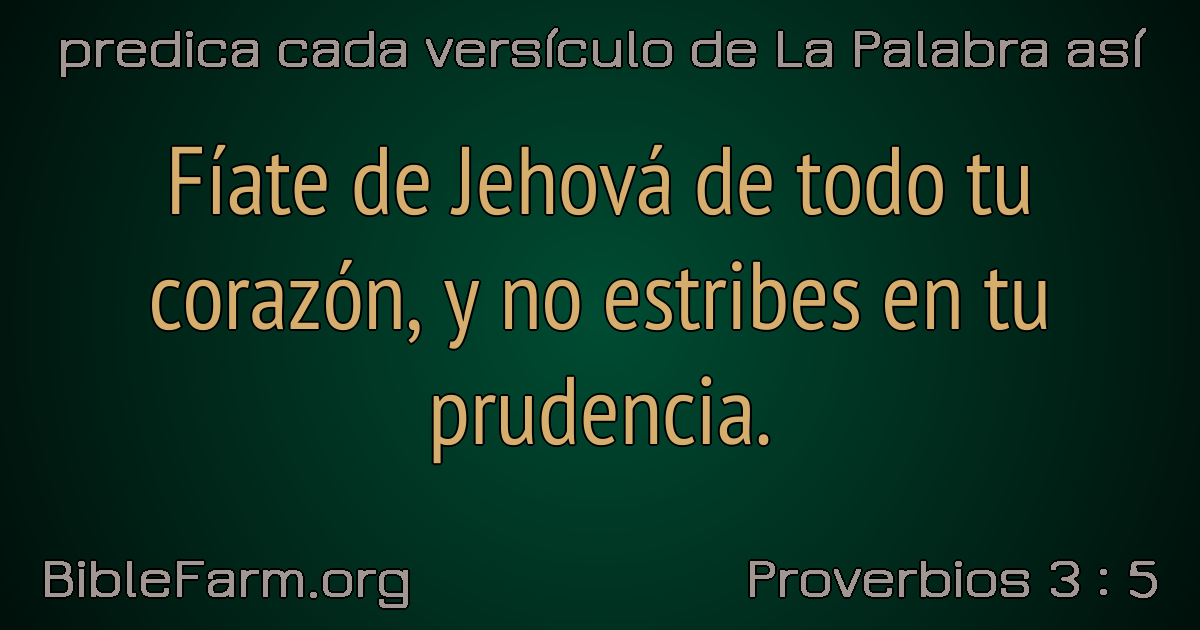 predica cada versículo de La Palabra así
Fíate de Jehová de todo tu
corazón, y no estribes en tu
prudencia.
BibleFarm.org
Proverbios 3 : 5